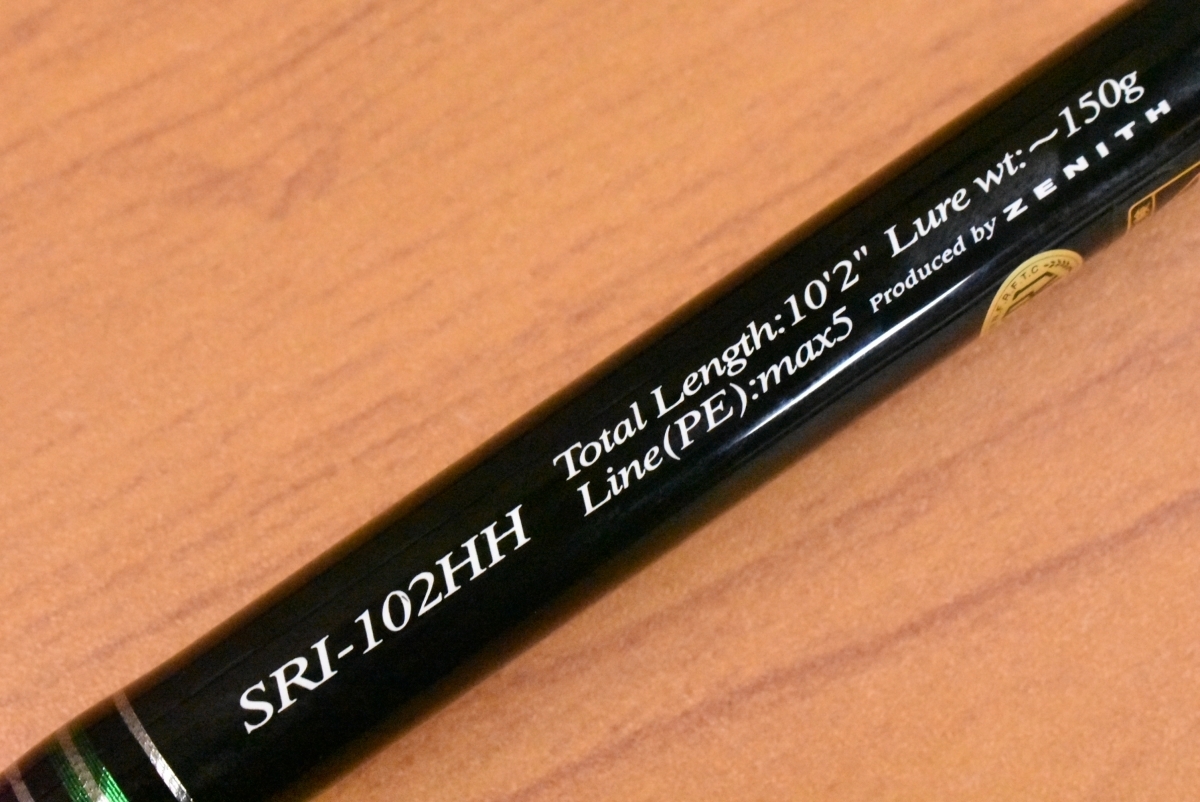 SRI-102HH
Total Length:10'2" Lure wt:~150g
Line(PE):max5 Produced by ZENITH
R.F.T.C